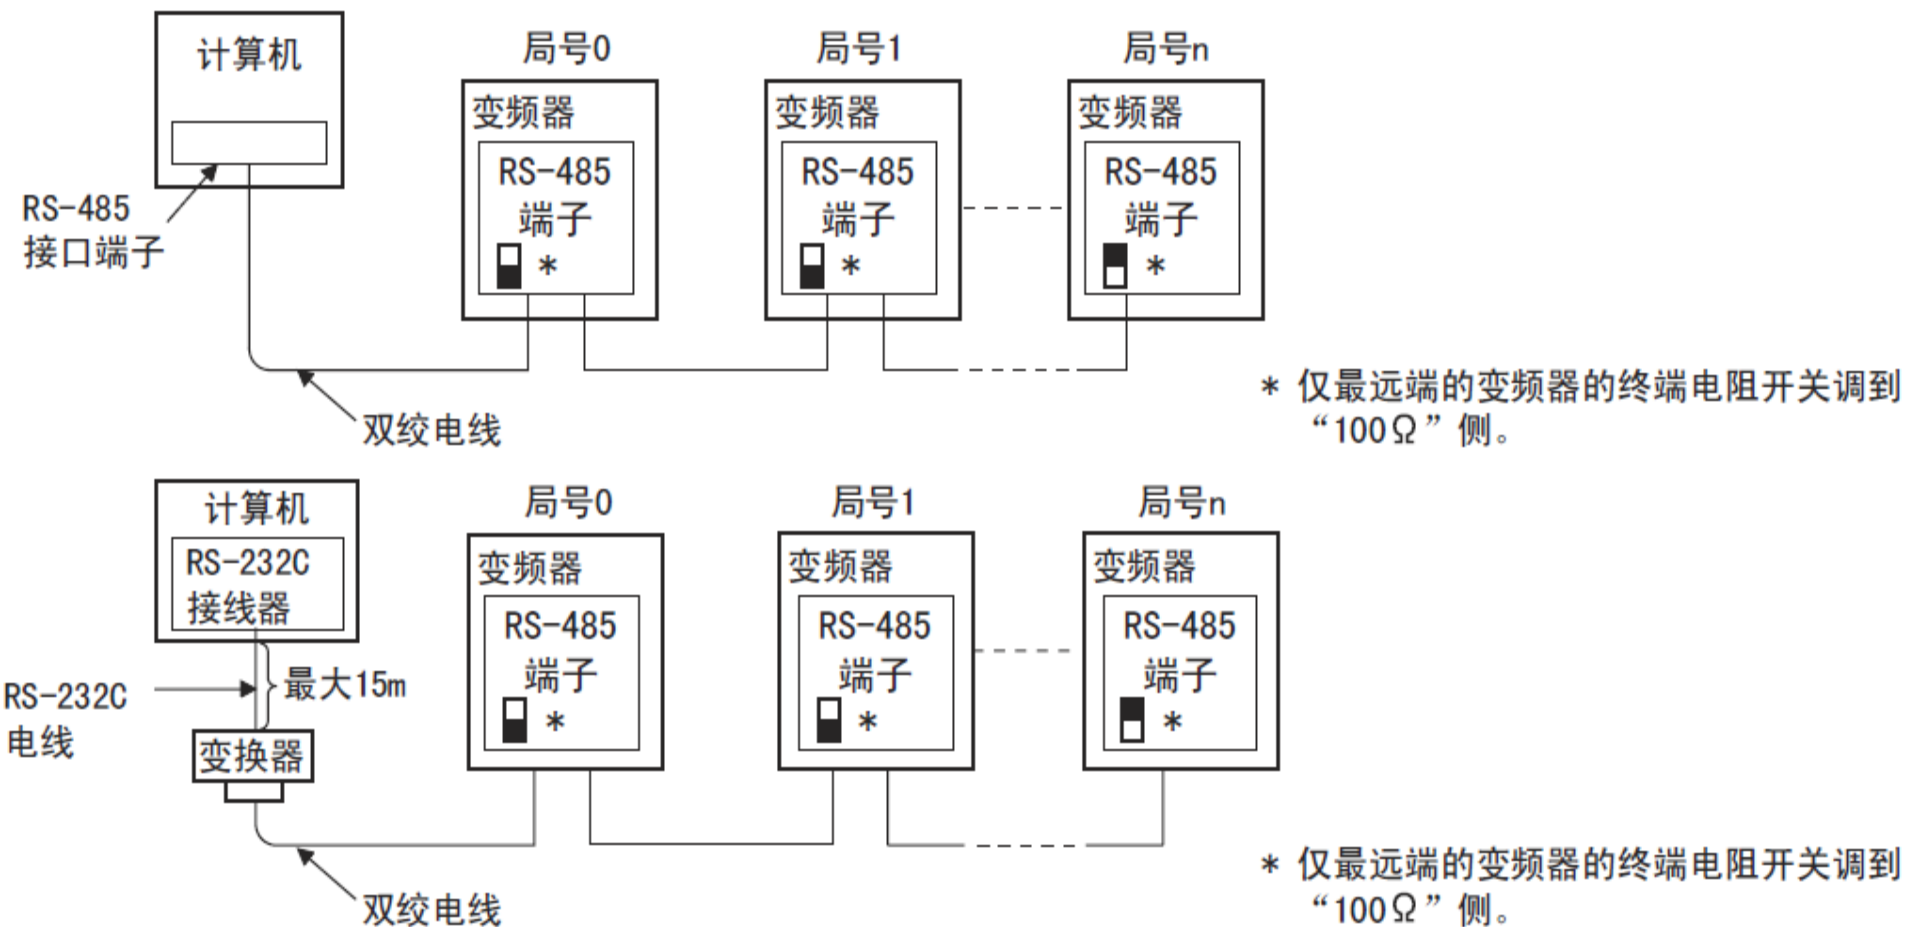 计算机
局号0
局号1
局号n
变频器
变频器
变频器
RS-485
端子
*
RS-485
端子
*
RS-485
端子
*
RS-485
接口端子
双绞电线
* 仅最远端的变频器的终端电阻开关调到
“100Ω”侧。
计算机
RS-232C
接线器
局号0
局号1
局号n
变频器
变频器
变频器
RS-485
端子
*
RS-485
端子
*
RS-485
端子
*
最大15m
RS-232C
电线
变换器
双绞电线
* 仅最远端的变频器的终端电阻开关调到
“100Ω”侧。